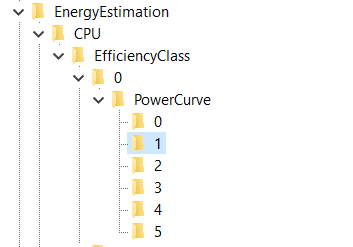 EnergyEstimation
CPU
EfficiencyClass
0
PowerCurve
0
1
2
3
4
5